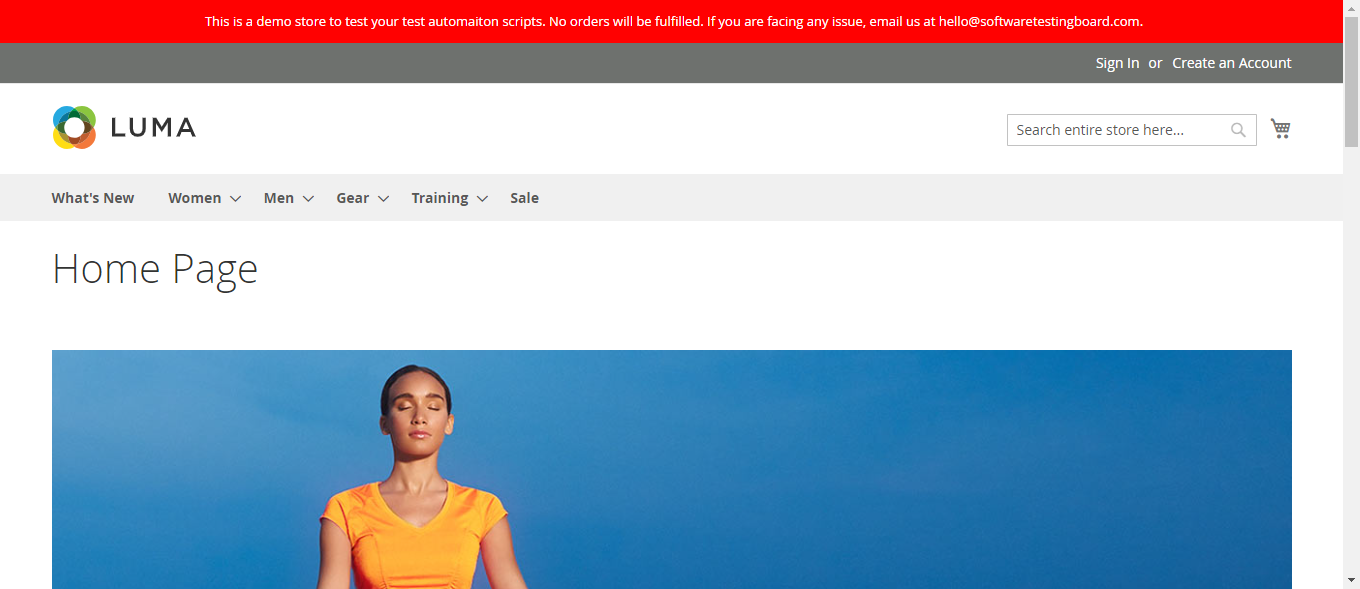 This is a demo store to test your test automaiton scripts. No orders will be fulfilled. If you are facing any issue, email us at hello@softwaretestingboard.com.
Sign In or Create an Account
LUMA
Search entire store here...
What's New Women Men Gear Training Sale
Home Page